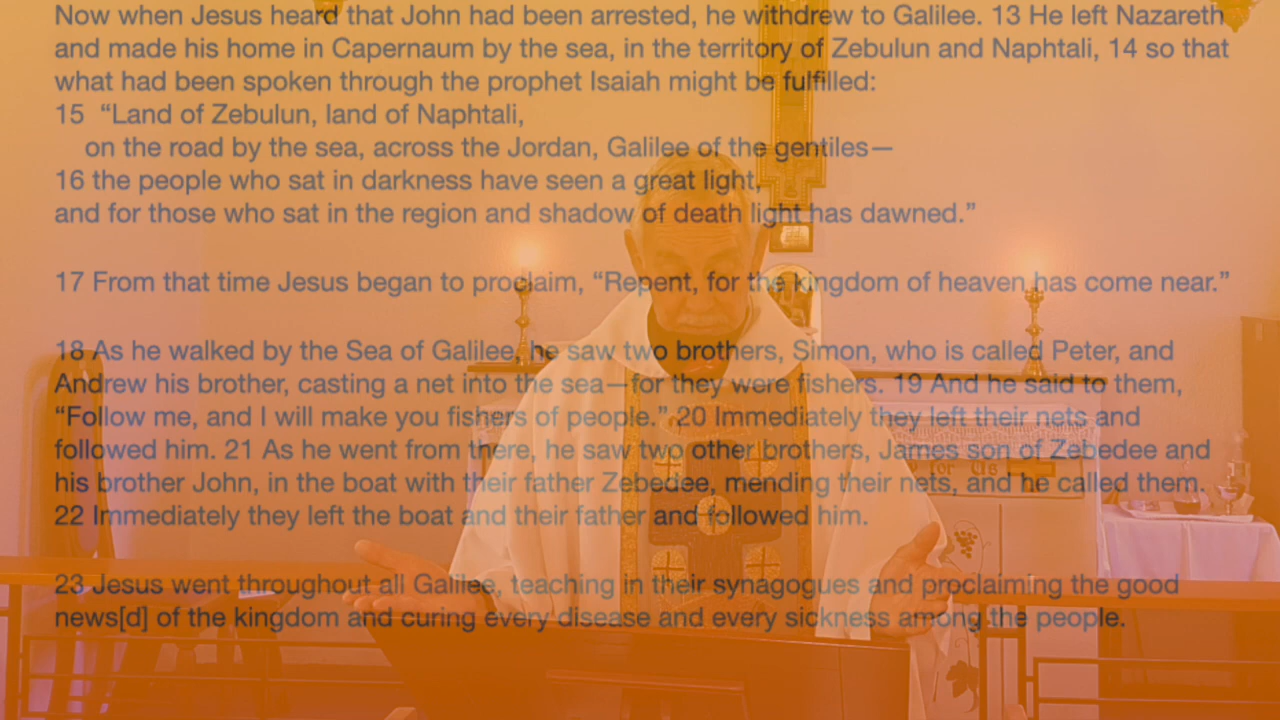 Now when Jesus heard that John had been arrested, he withdrew to Galilee. 13 He left Nazareth
and made his home in Capernaum by the sea, in the territory of Zebulun and Naphtali, 14 so that
what had been spoken through the prophet Isaiah might be fulfilled:
15  “Land of Zebulun, land of Naphtali,
on the road by the sea, across the Jordan, Galilee of the gentiles—
16 the people who sat in darkness have seen a great light,
and for those who sat in the region and shadow of death light has dawned.”
17 From that time Jesus began to proclaim, “Repent, for the kingdom of heaven has come near.”
18 As he walked by the Sea of Galilee, he saw two brothers, Simon, who is called Peter, and
Andrew his brother, casting a net into the sea—for they were fishers. 19 And he said to them,
“Follow me, and I will make you fishers of people.” 20 Immediately they left their nets and
followed him. 21 As he went from there, he saw two other brothers, James son of Zebedee and
his brother John, in the boat with their father Zebedee, mending their nets, and he called them.
22 Immediately they left the boat and their father and followed him.
23 Jesus went throughout all Galilee, teaching in their synagogues and proclaiming the good
news[d] of the kingdom and curing every disease and every sickness among the people.
for Us